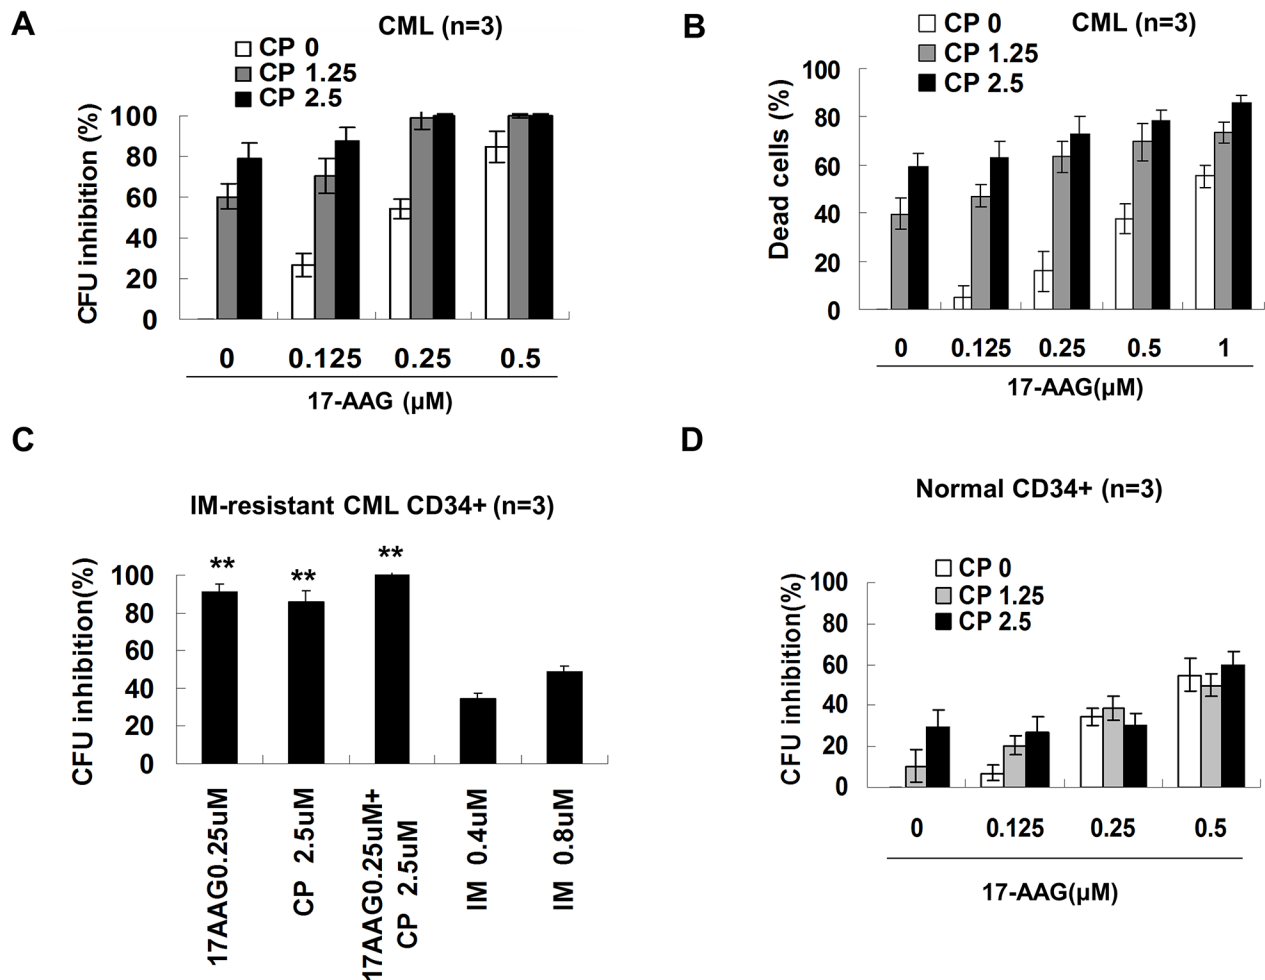 A
CML (n=3)
CP 0
CP 1.25
CP 2.5
CFU inhibition (%)
100
80
60
40
20
0
0 0.125 0.25 0.5
17-AAG (µM)
B
CML (n=3)
CP 0
CP 1.25
CP 2.5
Dead cells (%)
100
80
60
40
20
0
0 0.125 0.25 0.5 1
17-AAG(µM)
C
IM-resistant CML CD34+ (n=3)
CFU inhibition(%)
100
80
60
40
20
0
** ** **
17AAG0.25uM
CP 2.5uM
17AAG0.25uM+
CP 2.5uM
IM 0.4uM
IM 0.8uM
D
Normal CD34+ (n=3)
CP 0
CP 1.25
CP 2.5
CFU inhibition(%)
100
80
60
40
20
0
0 0.125 0.25 0.5
17-AAG(µM)